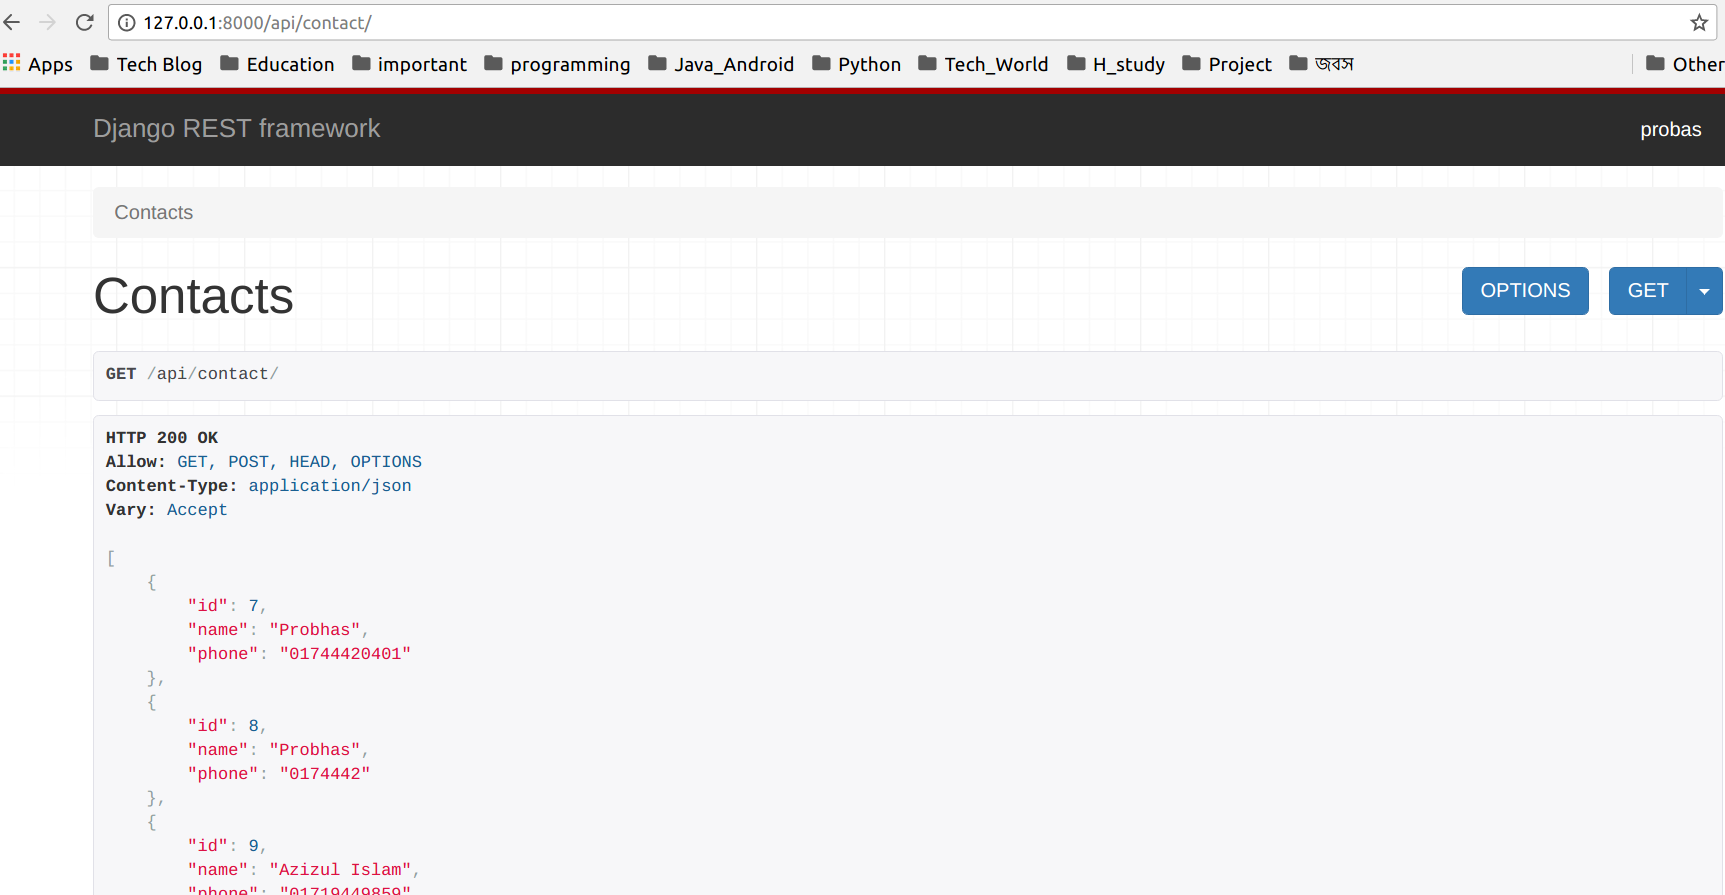 127.0.0.1:8000/api/contact/
Apps Tech Blog Education important programming Java_Android Python Tech_World H_study Project জবস Other
Django REST framework probas
Contacts
Contacts OPTIONS GET
GET /api/contact/
HTTP 200 OK
Allow: GET, POST, HEAD, OPTIONS
Content-Type: application/json
Vary: Accept
[
{
"id": 7,
"name": "Probhas",
"phone": "01744420401"
},
{
"id": 8,
"name": "Probhas",
"phone": "0174442"
},
{
"id": 9,
"name": "Azizul Islam",
"phone": "01719449859"